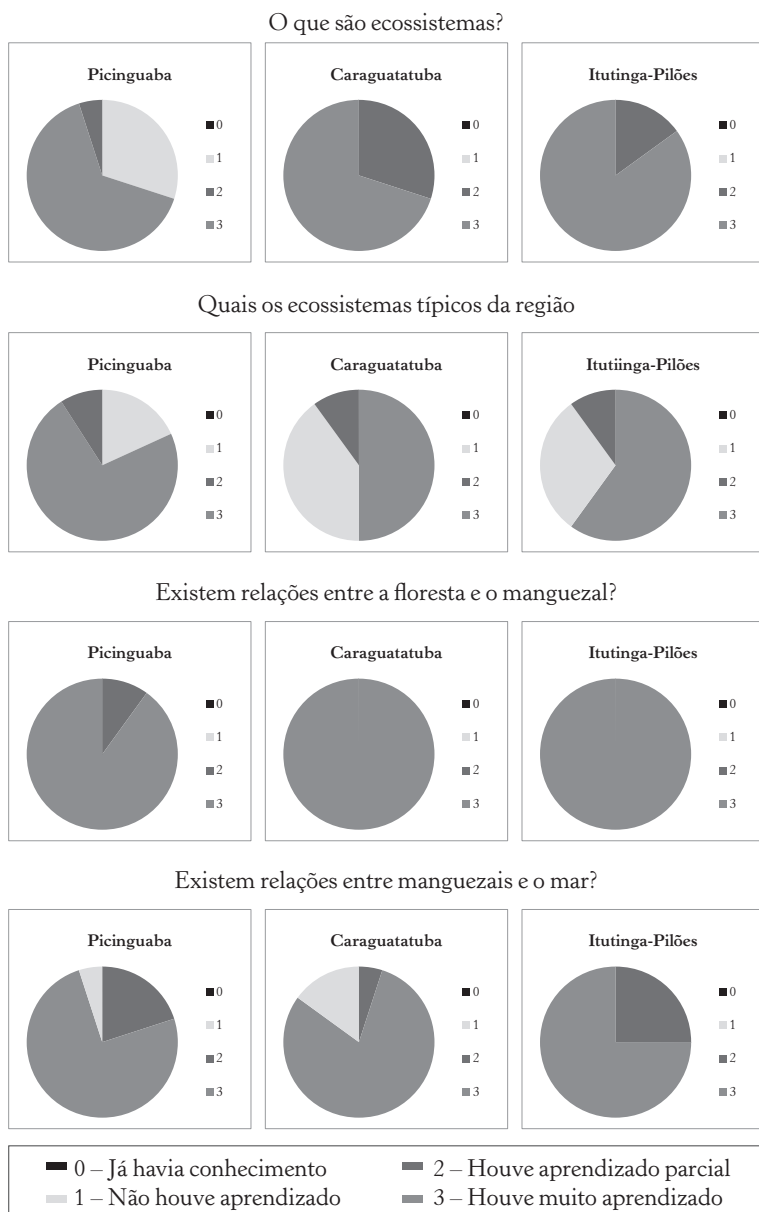 O que são ecossistemas?
Picinguaba
0
1
2
3
Caraguatatuba
0
1
2
3
Itutinga-Pilões
0
1
2
3
Quais os ecossistemas típicos da região
Picinguaba
0
1
2
3
Caraguatatuba
0
1
2
3
Itutiinga-Pilões
0
1
2
3
Existem relações entre a floresta e o manguezal?
Picinguaba
0
1
2
3
Caraguatatuba
0
1
2
3
Itutinga-Pilões
0
1
2
3
Existem relações entre manguezais e o mar?
Picinguaba
0
1
2
3
Caraguatatuba
0
1
2
3
Itutinga-Pilões
0
1
2
3
0 – Já havia conhecimento
2 – Houve aprendizado parcial
1 – Não houve aprendizado
3 – Houve muito aprendizado